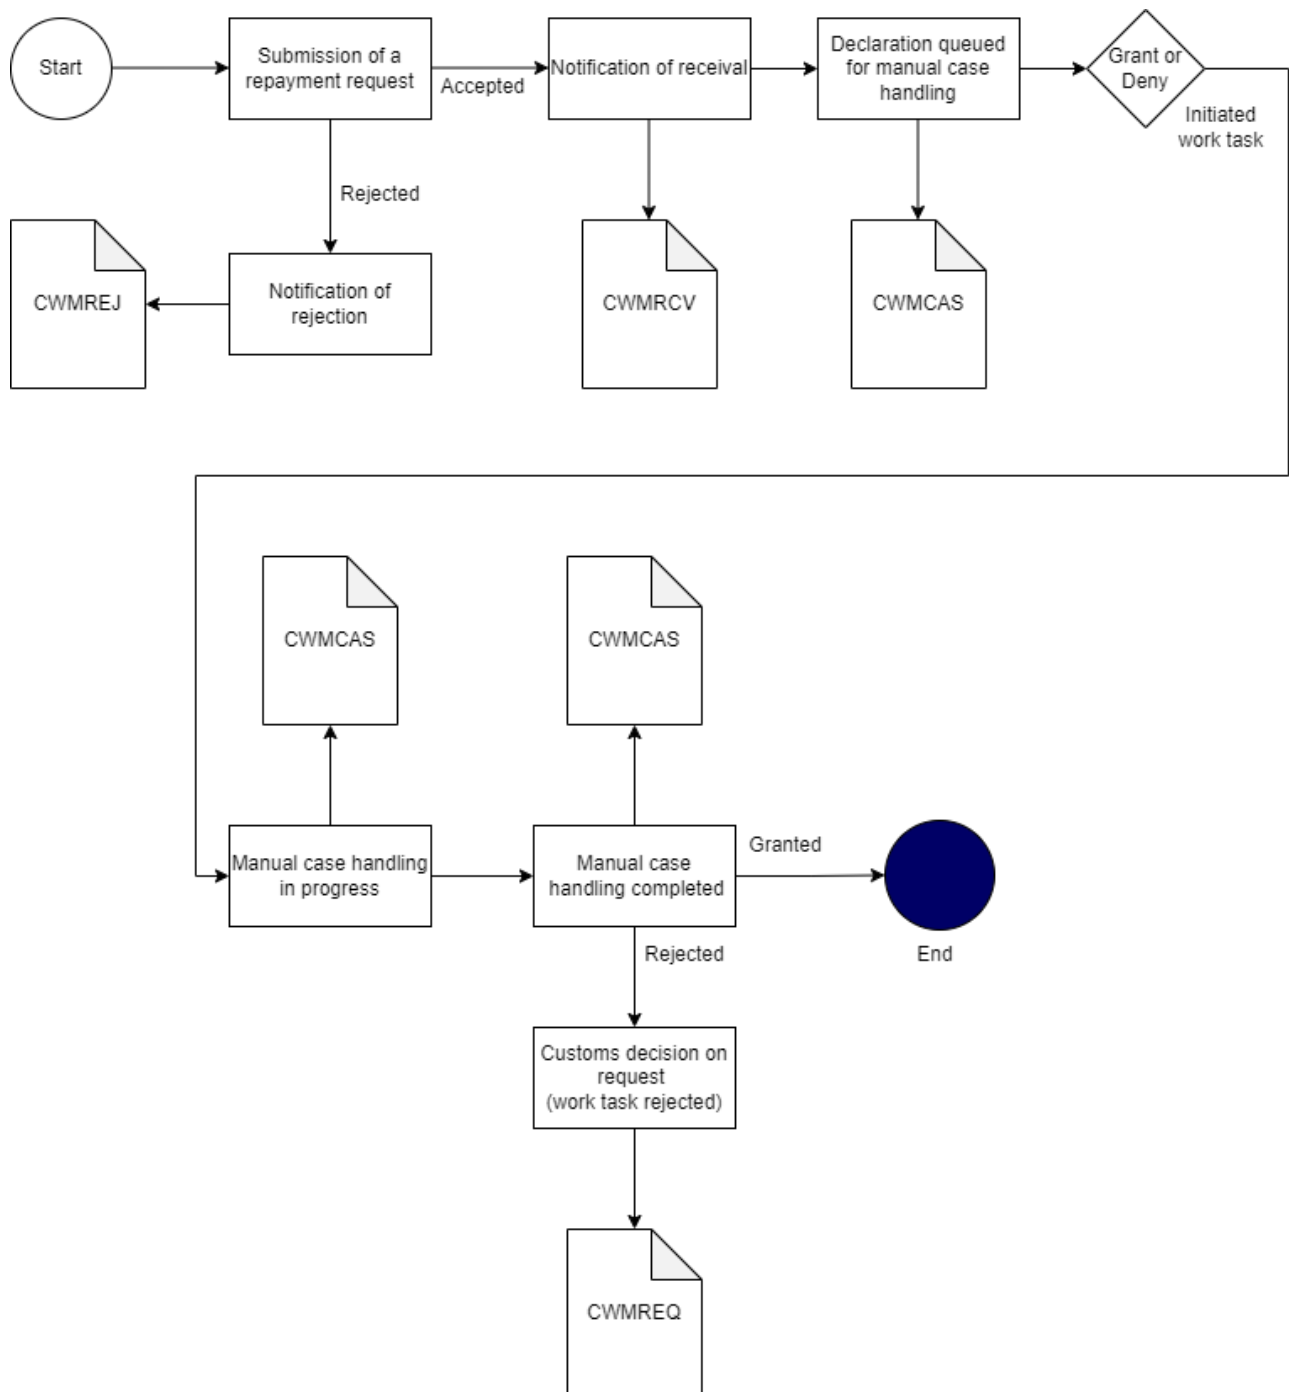 Start
Submission of a
repayment request
Accepted
Notification of receival
Declaration queued
for manual case
handling
Grant or
Deny
Initiated
work task
Rejected
CWMREJ
Notification of
rejection
CWMRCV
CWMCAS
CWMCAS
CWMCAS
Manual case handling
in progress
Manual case
handling completed
Granted
End
Rejected
Customs decision on
request
(work task rejected)
CWMREQ